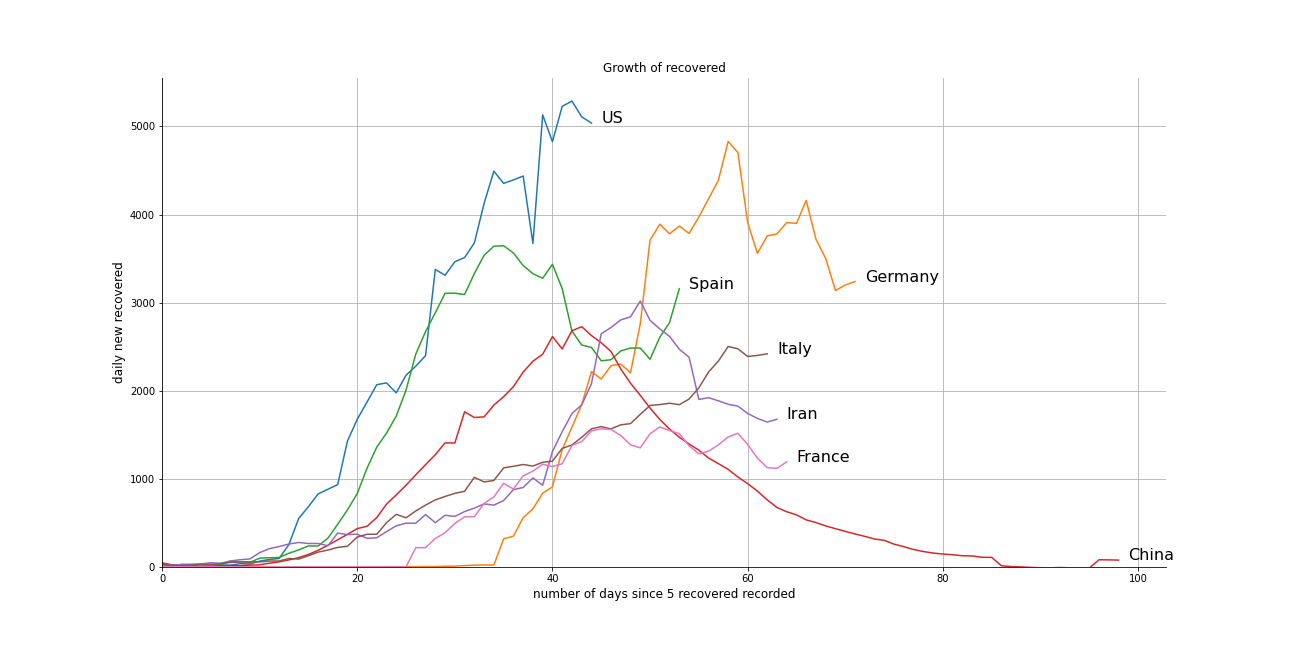 Growth of recovered
daily new recovered
5000
4000
3000
2000
1000
0
US
Germany
Spain
Italy
Iran
France
China
0 20 40 60 80 100
number of days since 5 recovered recorded